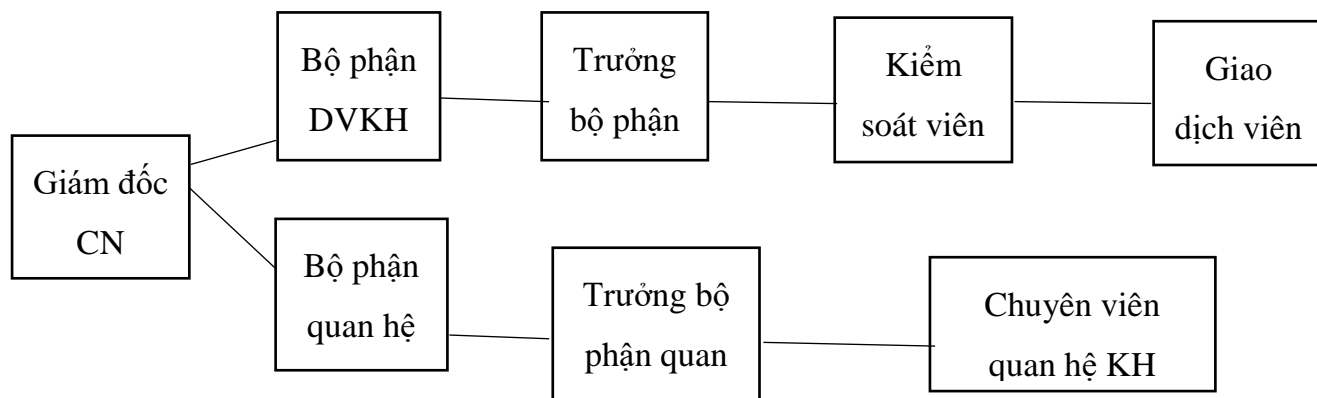 Giám đốc
CN
Bộ phận
DVKH
Trưởng
bộ phận
Kiểm
soát viên
Giao
dịch viên
Bộ phận
quan hệ
Trưởng bộ
phận quan
Chuyên viên
quan hệ KH